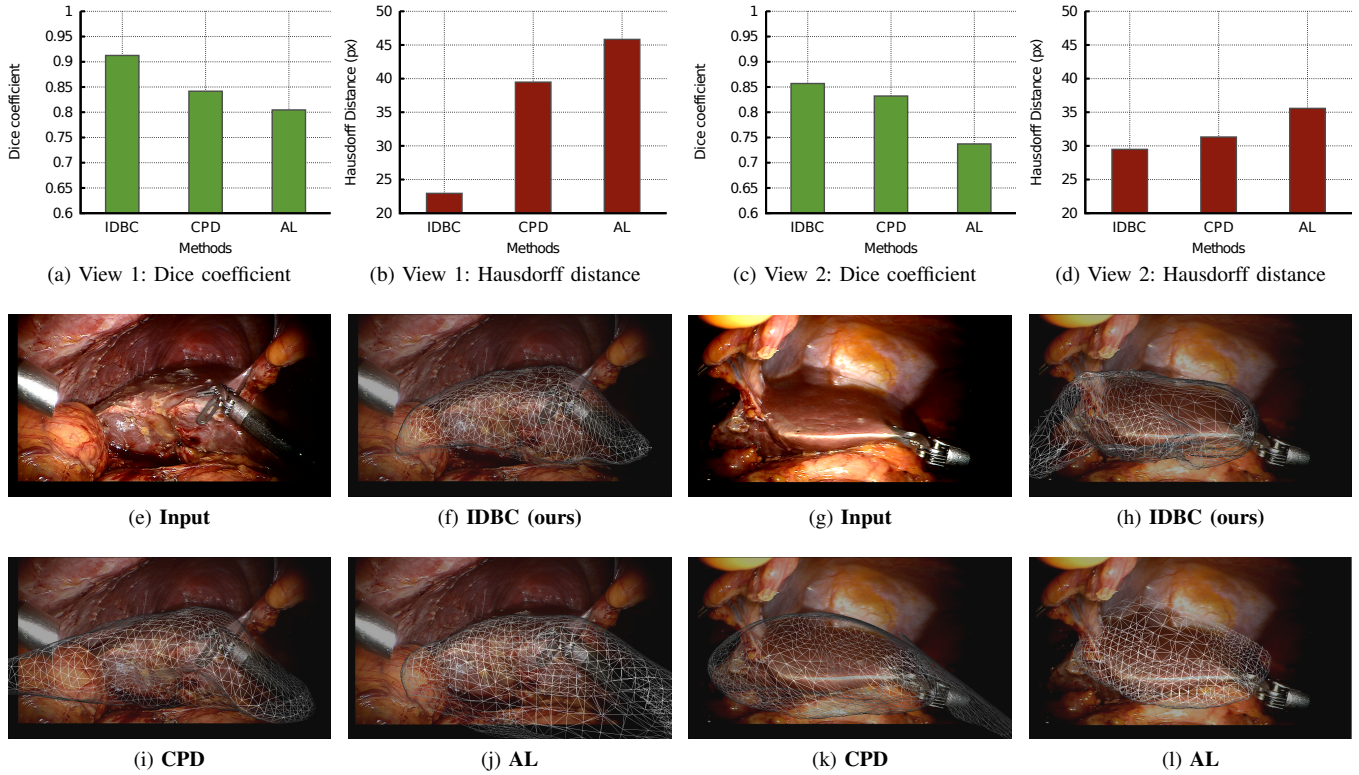 1
0.95
0.9
0.85
0.8
0.75
0.7
0.65
0.6
Dice coefficient
IDBC CPD AL
Methods
(a) View 1: Dice coefficient
50
45
40
35
30
25
20
Hausdorff Distance (px)
IDBC CPD AL
Methods
(b) View 1: Hausdorff distance
1
0.95
0.9
0.85
0.8
0.75
0.7
0.65
0.6
Dice coefficient
IDBC CPD AL
Methods
(c) View 2: Dice coefficient
50
45
40
35
30
25
20
Hausdorff Distance (px)
IDBC CPD AL
Methods
(d) View 2: Hausdorff distance
(e) Input
(f) IDBC (ours)
(g) Input
(h) IDBC (ours)
(i) CPD
(j) AL
(k) CPD
(l) AL